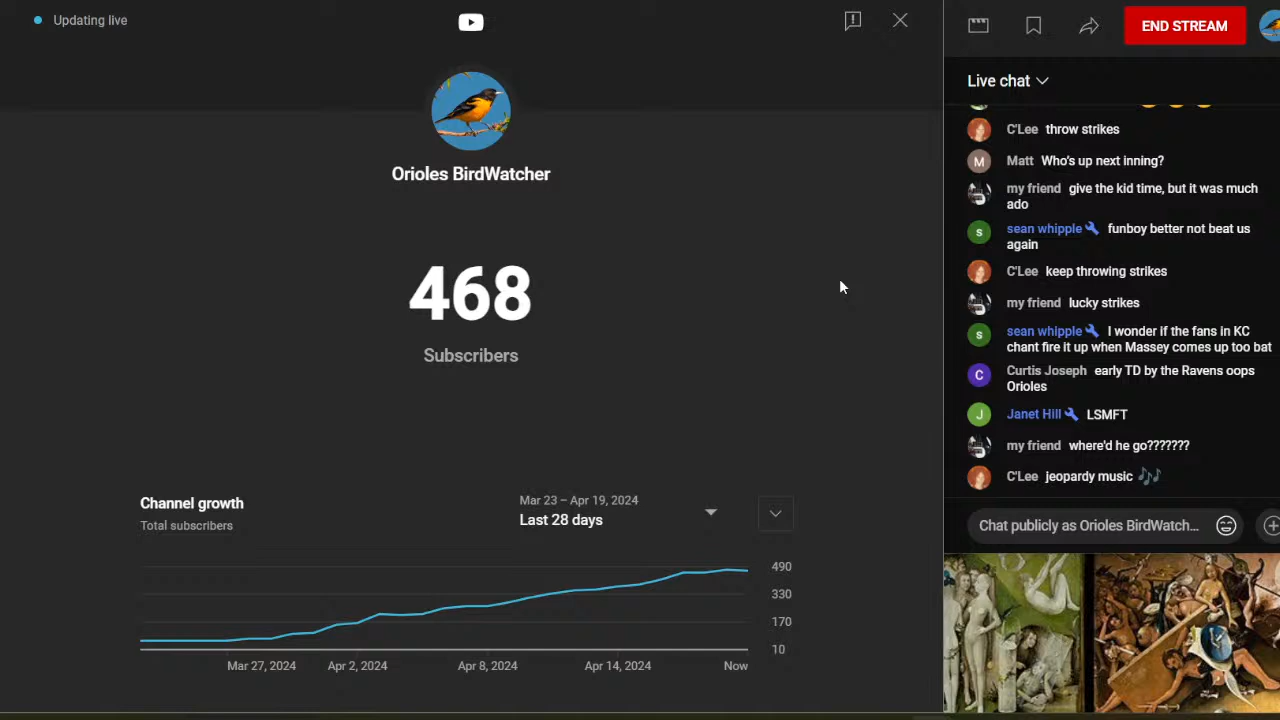 Updating live
Orioles BirdWatcher
468
Subscribers
Channel growth
Total subscribers
Mar 23 – Apr 19, 2024
Last 28 days
490
330
170
10
Mar 27, 2024
Apr 2, 2024
Apr 8, 2024
Apr 14, 2024
Now
END STREAM
Live chat
C'Lee throw strikes
M
Matt Who's up next inning?
my friend give the kid time, but it was much
ado
s
sean whipple funboy better not beat us
again
C'Lee keep throwing strikes
my friend lucky strikes
s
sean whipple I wonder if the fans in KC
chant fire it up when Massey comes up too bat
C
Curtis Joseph early TD by the Ravens oops
Orioles
J
Janet Hill LSMFT
my friend where'd he go???????
C'Lee jeopardy music 🎶
Chat publicly as Orioles BirdWatch...